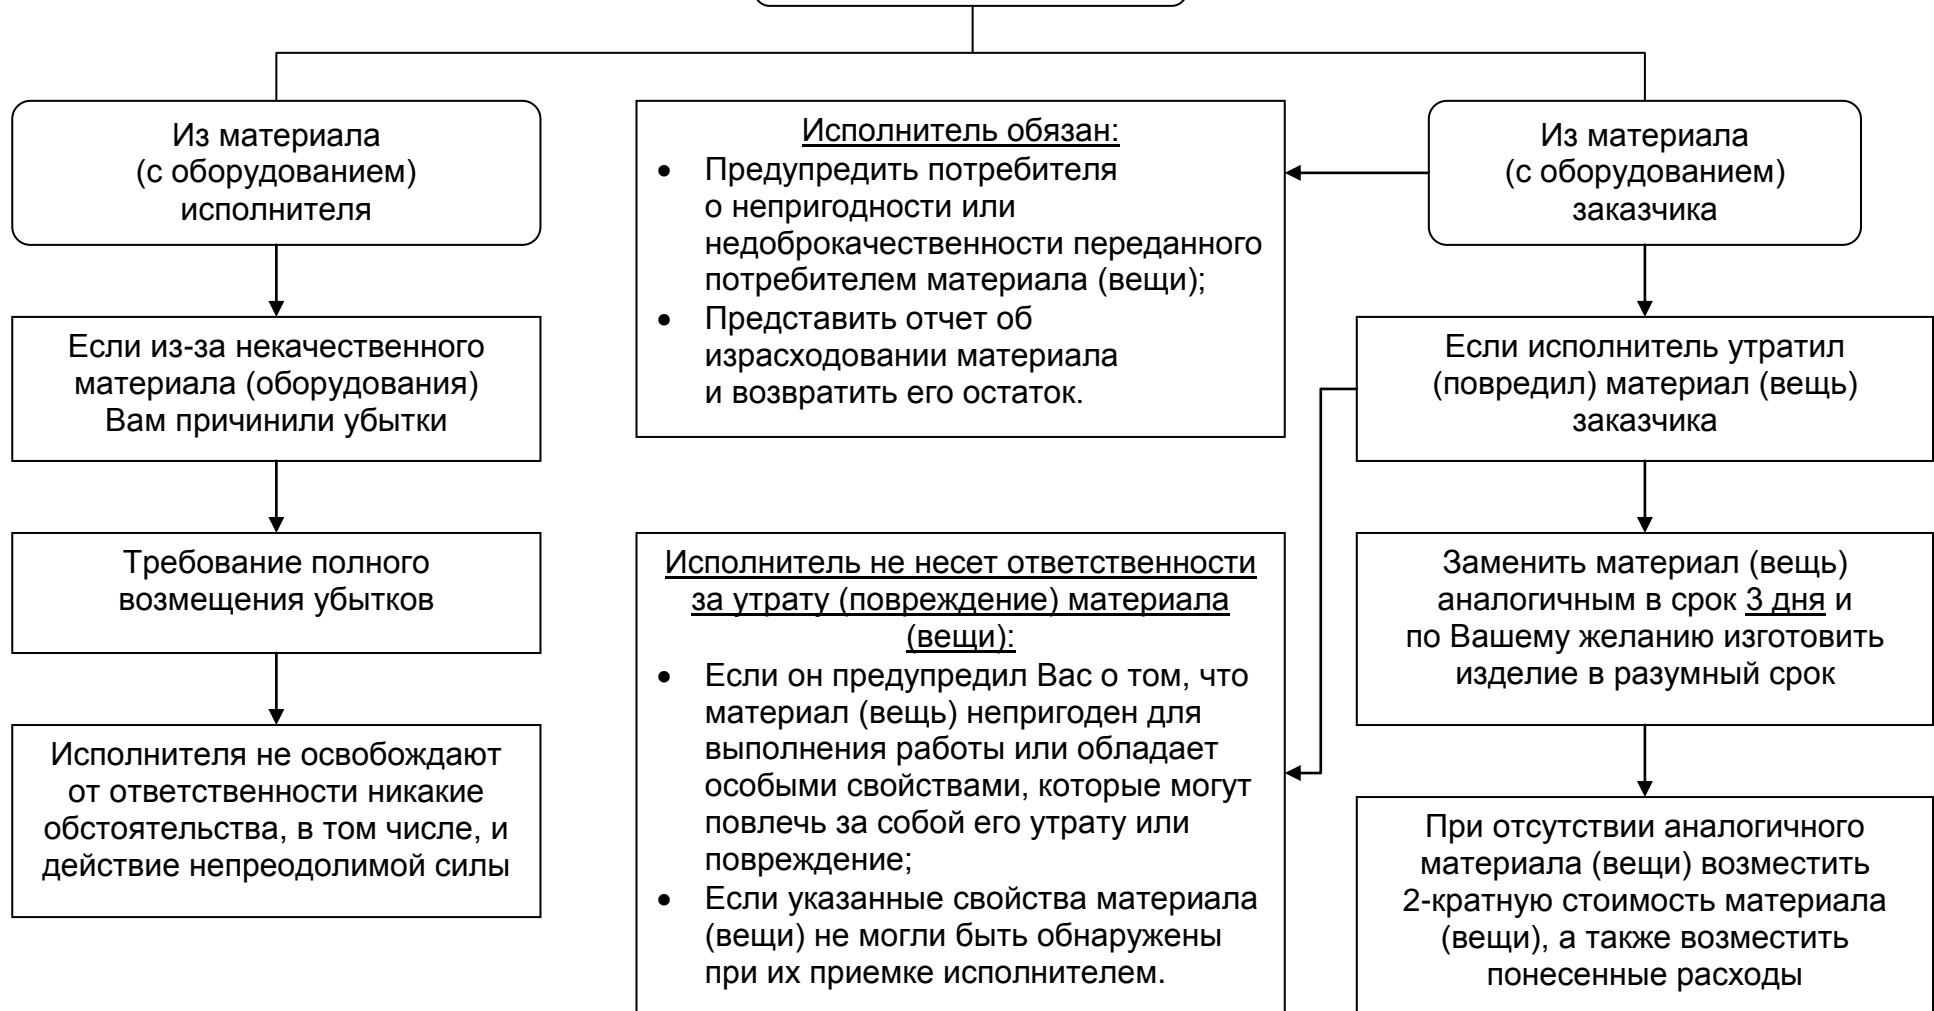 Из материала
(с оборудованием)
исполнителя
Если из-за некачественного
материала (оборудования)
Вам причинили убытки
Требование полного
возмещения убытков
Исполнителя не освобождают
от ответственности никакие
обстоятельства, в том числе, и
действие непреодолимой силы
Исполнитель обязан:
• Предупредить потребителя
о непригодности или
недоброкачественности переданного
потребителем материала (вещи);
• Представить отчет об
израсходовании материала
и возвратить его остаток.
Исполнитель не несет ответственности
за утрату (повреждение) материала
(вещи):
• Если он предупредил Вас о том, что
материал (вещь) непригоден для
выполнения работы или обладает
особыми свойствами, которые могут
повлечь за собой его утрату или
повреждение;
• Если указанные свойства материала
(вещи) не могли быть обнаружены
при их приемке исполнителем.
Из материала
(с оборудованием)
заказчика
Если исполнитель утратил
(повредил) материал (вещь)
заказчика
Заменить материал (вещь)
аналогичным в срок 3 дня и
по Вашему желанию изготовить
изделие в разумный срок
При отсутствии аналогичного
материала (вещи) возместить
2-кратную стоимость материала
(вещи), а также возместить
понесенные расходы